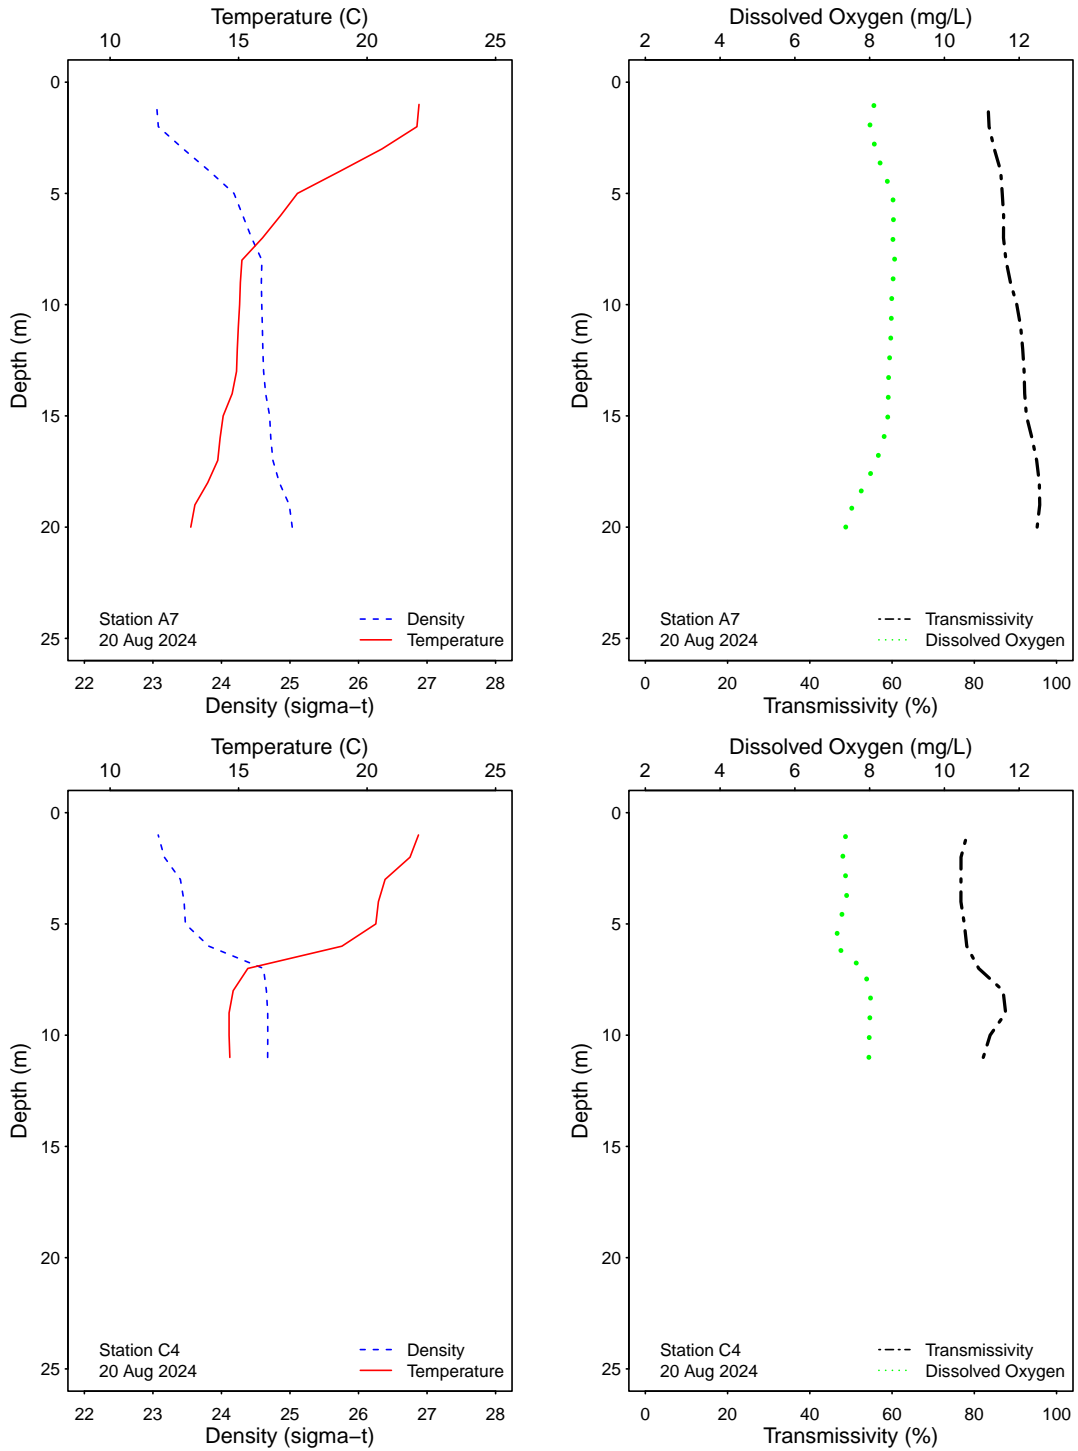 Temperature (C)
10 15 20 25
0
5
10
15
20
25
Depth (m)
Station A7
20 Aug 2024
Density
Temperature
22 23 24 25 26 27 28
Density (sigma−t)
Dissolved Oxygen (mg/L)
2 4 6 8 10 12
0
5
10
15
20
25
Depth (m)
Station A7
20 Aug 2024
Transmissivity
Dissolved Oxygen
0 20 40 60 80 100
Transmissivity (%)
Temperature (C)
10 15 20 25
0
5
10
15
20
25
Depth (m)
Station C4
20 Aug 2024
Density
Temperature
22 23 24 25 26 27 28
Density (sigma−t)
Dissolved Oxygen (mg/L)
2 4 6 8 10 12
0
5
10
15
20
25
Depth (m)
Station C4
20 Aug 2024
Transmissivity
Dissolved Oxygen
0 20 40 60 80 100
Transmissivity (%)